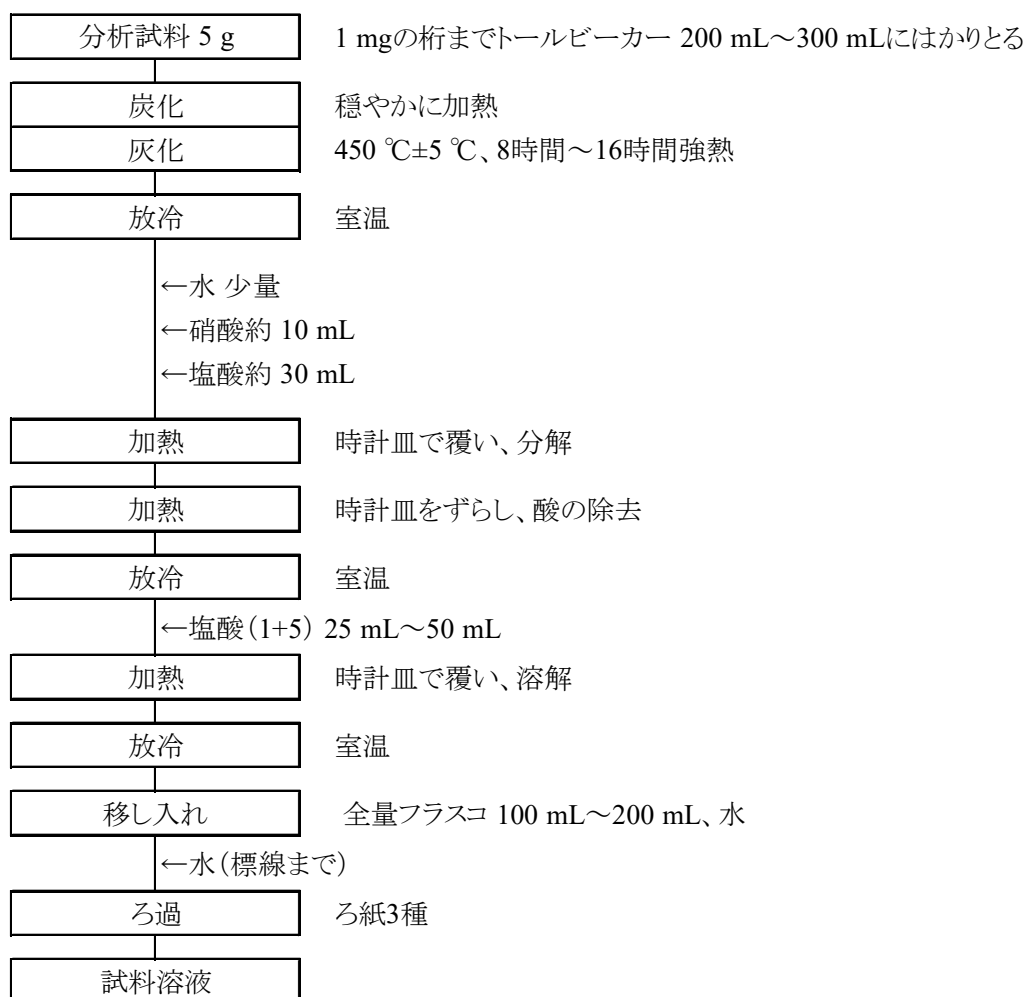 分析試料 5 g 1 mgの桁までトールビーカー 200 mL～300 mLにはかりとる
炭化 穏やかに加熱
灰化 450 ℃±5 ℃、8時間～16時間強熱
放冷 室温
←水 少量
←硝酸約 10 mL
←塩酸約 30 mL
加熱 時計皿で覆い、分解
加熱 時計皿をずらし、酸の除去
放冷 室温
←塩酸（1+5） 25 mL～50 mL
加熱 時計皿で覆い、溶解
放冷 室温
移し入れ 全量フラスコ 100 mL～200 mL、水
←水（標線まで）
ろ過 ろ紙3種
試料溶液